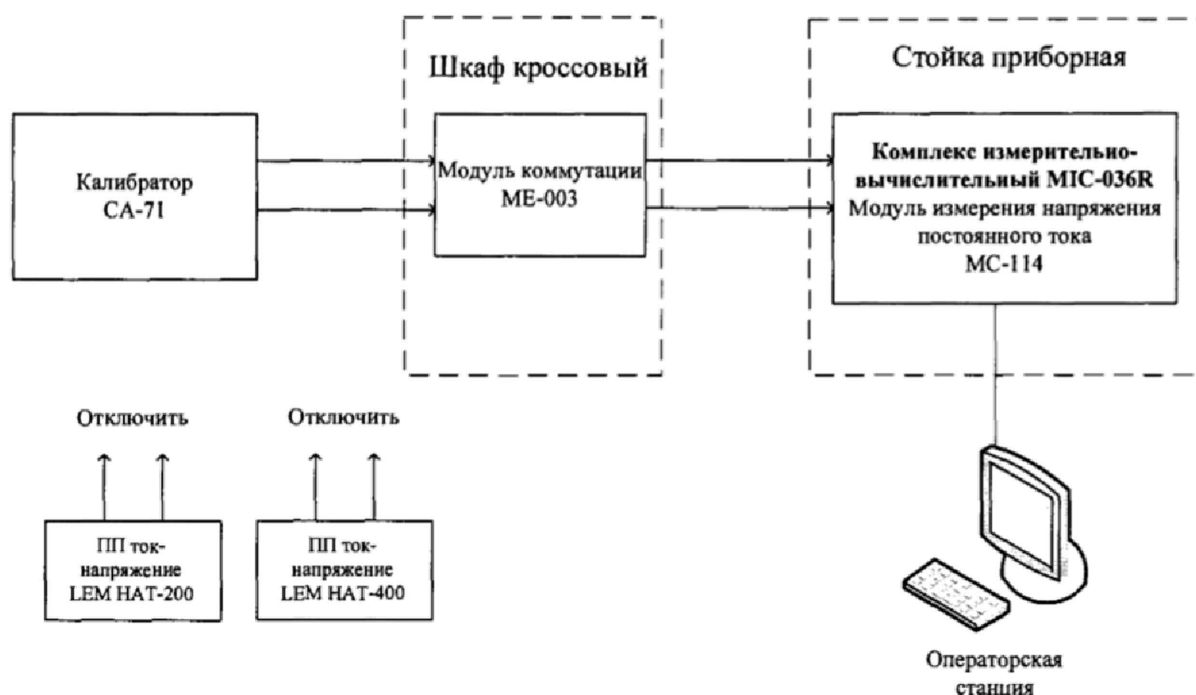 Шкаф кроссовый
Стойка приборная
Калибратор
СА-71
Модуль коммутации
МЕ-003
Комплекс измерительно-
вычислительный MIC-036R
Модуль измерения напряжения
постоянного тока
МС-114
Отключить
Отключить
ПП ток-
напряжение
LEM HAT-200
ПП ток-
напряжение
LEM HAT-400
Операторская
станция